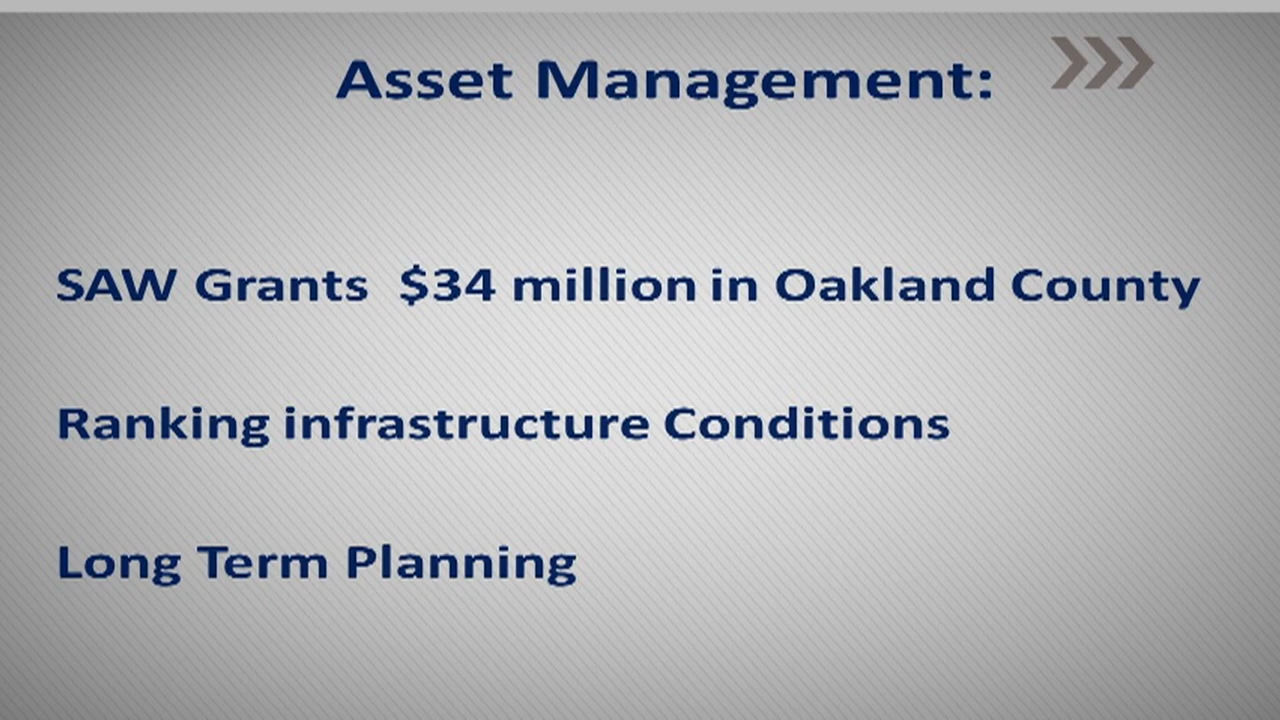 Asset Management:
SAW Grants  $34 million in Oakland County
Ranking infrastructure Conditions
Long Term Planning